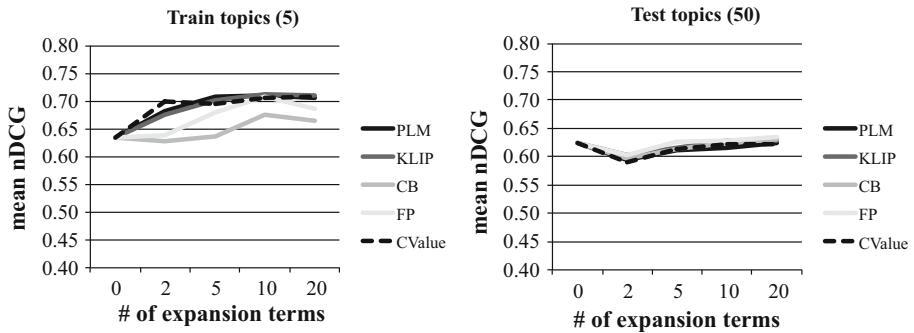 Train topics (5)
mean nDCG
0.80
0.75
0.70
0.65
0.60
0.55
0.50
0.45
0.40
0 2 5 10 20
# of expansion terms
PLM
KLIP
CB
FP
CValue
Test topics (50)
mean nDCG
0.80
0.75
0.70
0.65
0.60
0.55
0.50
0.45
0.40
0 2 5 10 20
# of expansion terms
PLM
KLIP
CB
FP
CValue